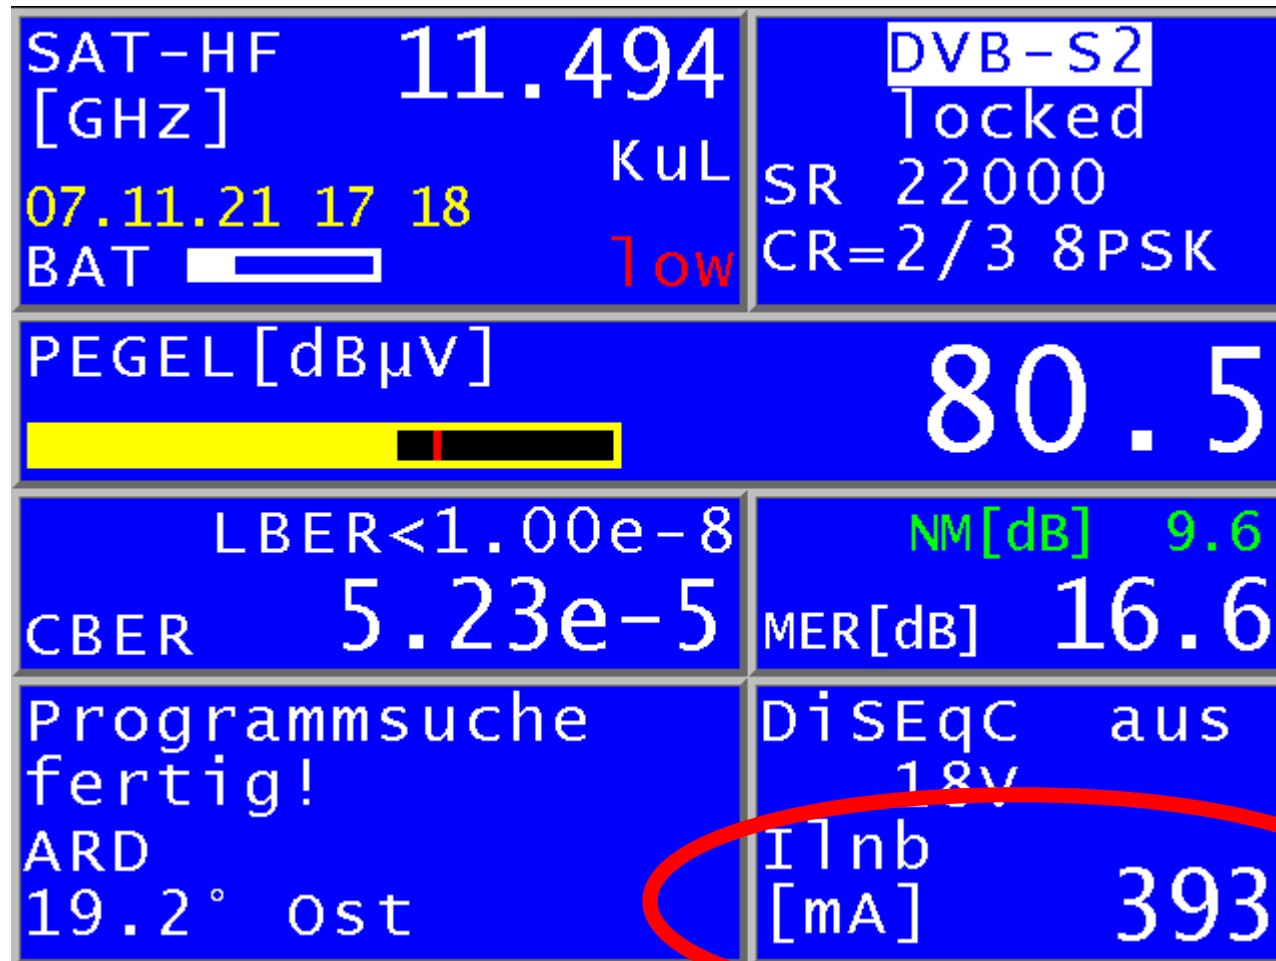 SAT-HF 11.494
[GHz]
KuL
07.11.21 17 18
BAT low
DVB-S2
locked
SR 22000
CR=2/3 8PSK
PEGEL[dBµV] 80.5
LBER<1.00e-8
CBER 5.23e-5
NM[dB] 9.6
MER[dB] 16.6
Programmsuche
fertig!
ARD
19.2° Ost
DiSEqC aus
18V
Ilnb
[mA] 393